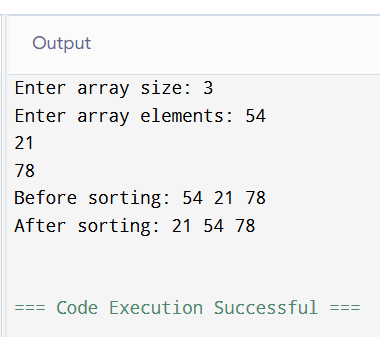 Output
Enter array size: 3
Enter array elements: 54
21
78
Before sorting: 54 21 78
After sorting: 21 54 78
=== Code Execution Successful ===